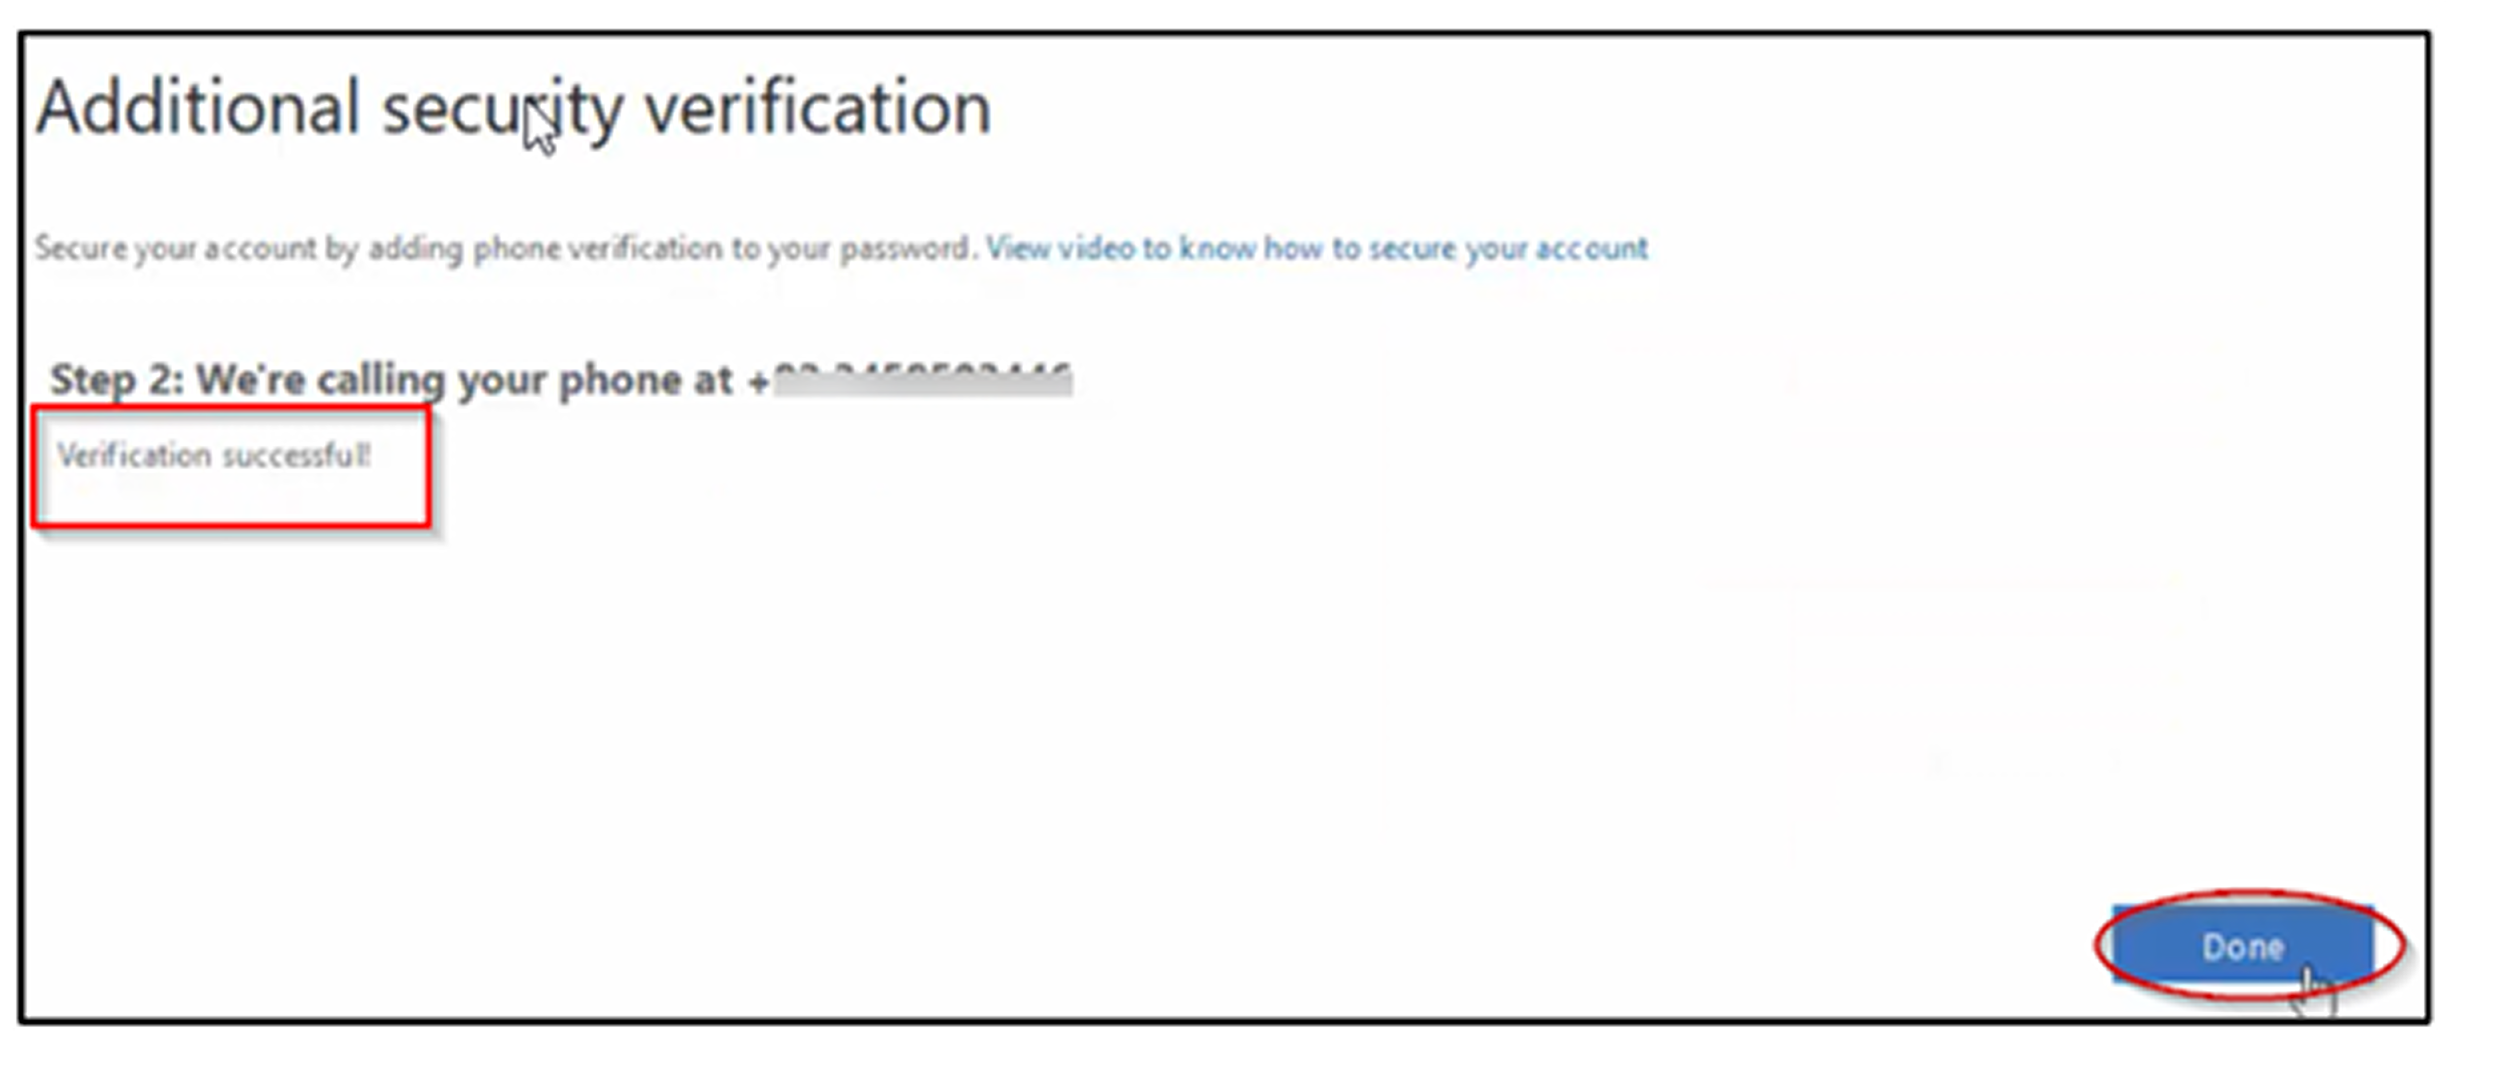 Additional security verification
Secure your account by adding phone verification to your password. View video to know how to secure your account
Step 2: We're calling your phone at +
Verification successful!
Done